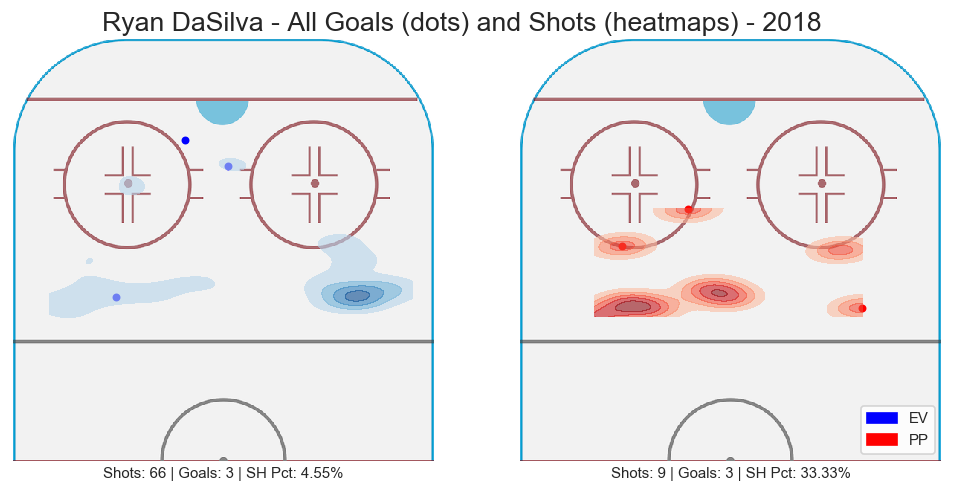 Ryan DaSilva - All Goals (dots) and Shots (heatmaps) - 2018
EV
PP
Shots: 66 | Goals: 3 | SH Pct: 4.55%
Shots: 9 | Goals: 3 | SH Pct: 33.33%